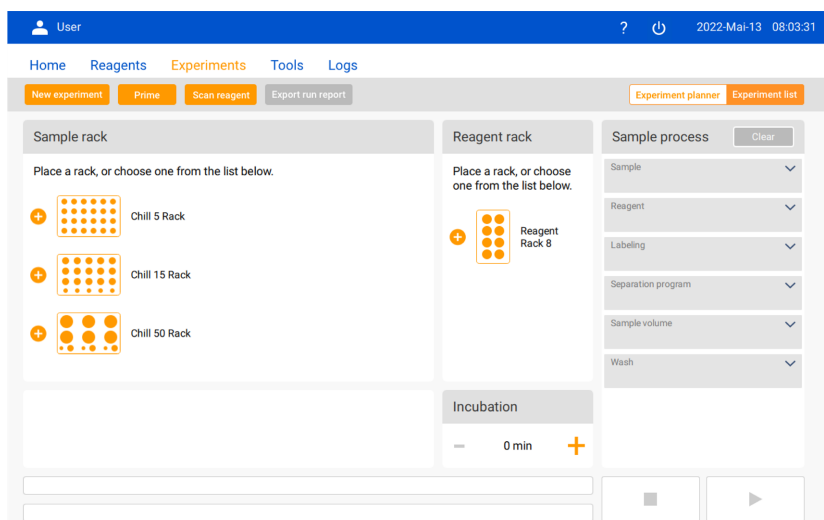 User
? 2022-Mai-13 08:03:31
Home Reagents Experiments Tools Logs
New experiment Prime Scan reagent Export run report
Experiment planner Experiment list
Sample rack
Place a rack, or choose one from the list below.
Chill 5 Rack
Chill 15 Rack
Chill 50 Rack
Reagent rack
Place a rack, or choose
one from the list below.
Reagent
Rack 8
Incubation
0 min
Sample process Clear
Sample
Reagent
Labeling
Separation program
Sample volume
Wash